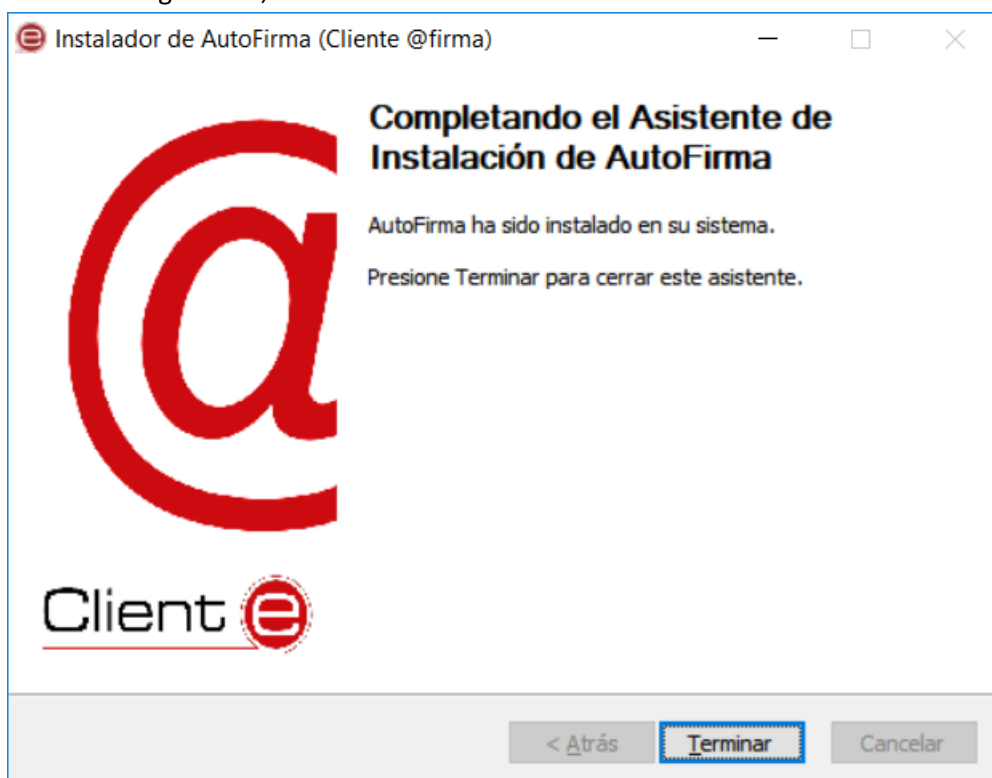 Instalador de AutoFirma (Cliente @firma)
Completando el Asistente de
Instalación de AutoFirma
AutoFirma ha sido instalado en su sistema.
Presione Terminar para cerrar este asistente.
@
Client e
< Atrás
Terminar
Cancelar